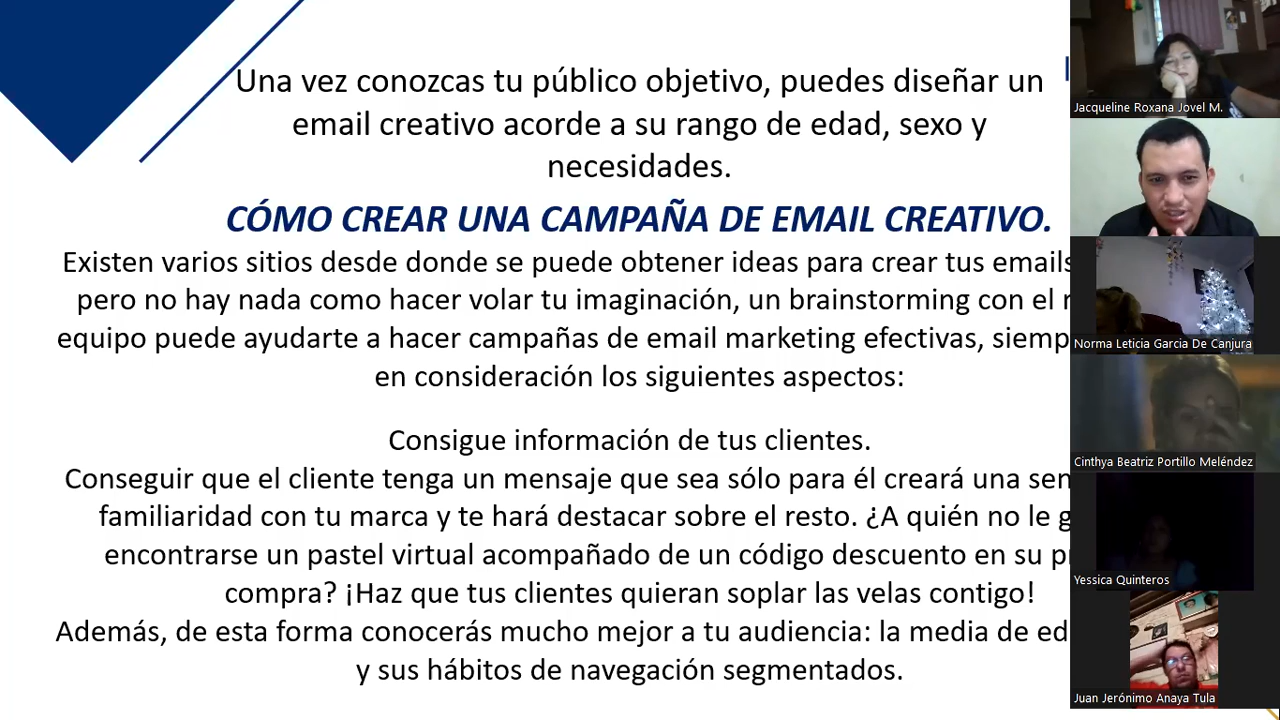 Una vez conozcas tu público objetivo, puedes diseñar un
email creativo acorde a su rango de edad, sexo y
necesidades.
CÓMO CREAR UNA CAMPAÑA DE EMAIL CREATIVO.
Existen varios sitios desde donde se puede obtener ideas para crear tus emails
pero no hay nada como hacer volar tu imaginación, un brainstorming con el
equipo puede ayudarte a hacer campañas de email marketing efectivas,
en consideración los siguientes aspectos:
Consigue información de tus clientes.
Conseguir que el cliente tenga un mensaje que sea sólo para él creará una
familiaridad con tu marca y te hará destacar sobre el resto. ¿A quién no le
encontrarse un pastel virtual acompañado de un código descuento en su
compra? ¡Haz que tus clientes quieran soplar las velas contigo!
Además, de esta forma conocerás mucho mejor a tu audiencia: la media de
y sus hábitos de navegación segmentados.
Jacqueline Roxana Jovel M.
Norma Leticia Garcia De Canjura
Cinthya Beatriz Portillo Meléndez
Yessica Quinteros
Juan Jerónimo Anaya Tula